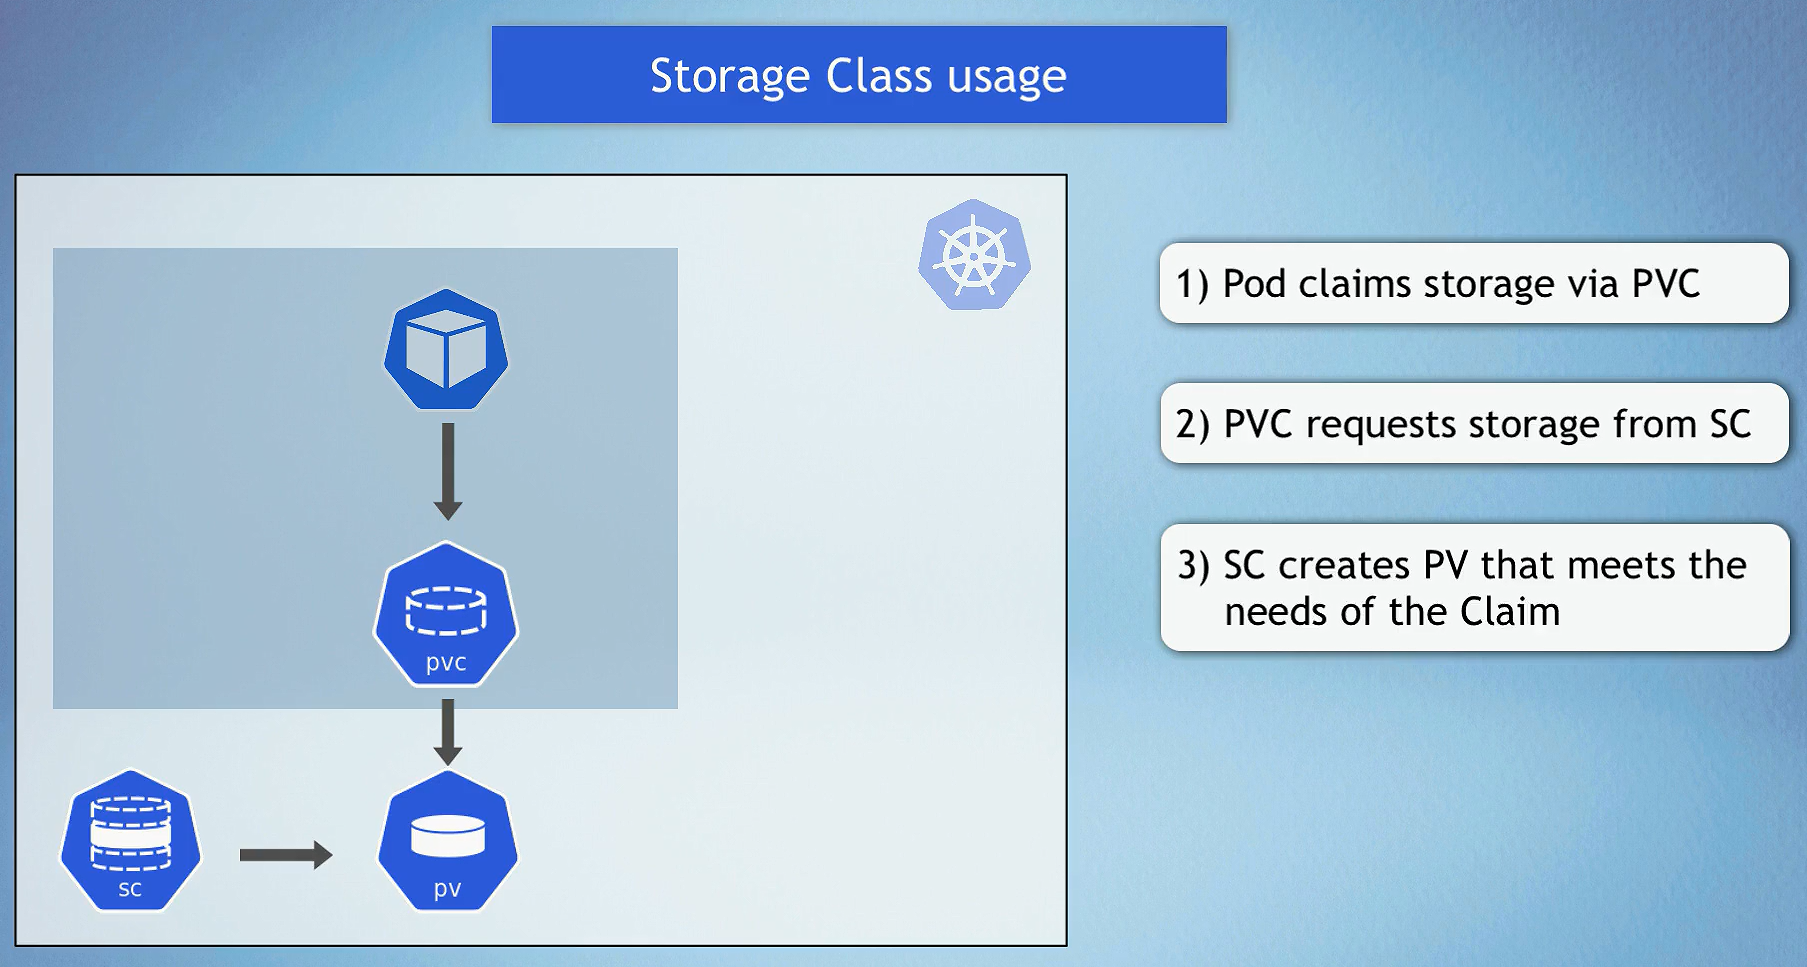 Storage Class usage
1) Pod claims storage via PVC
2) PVC requests storage from SC
3) SC creates PV that meets the
needs of the Claim
pvc
sc
pv